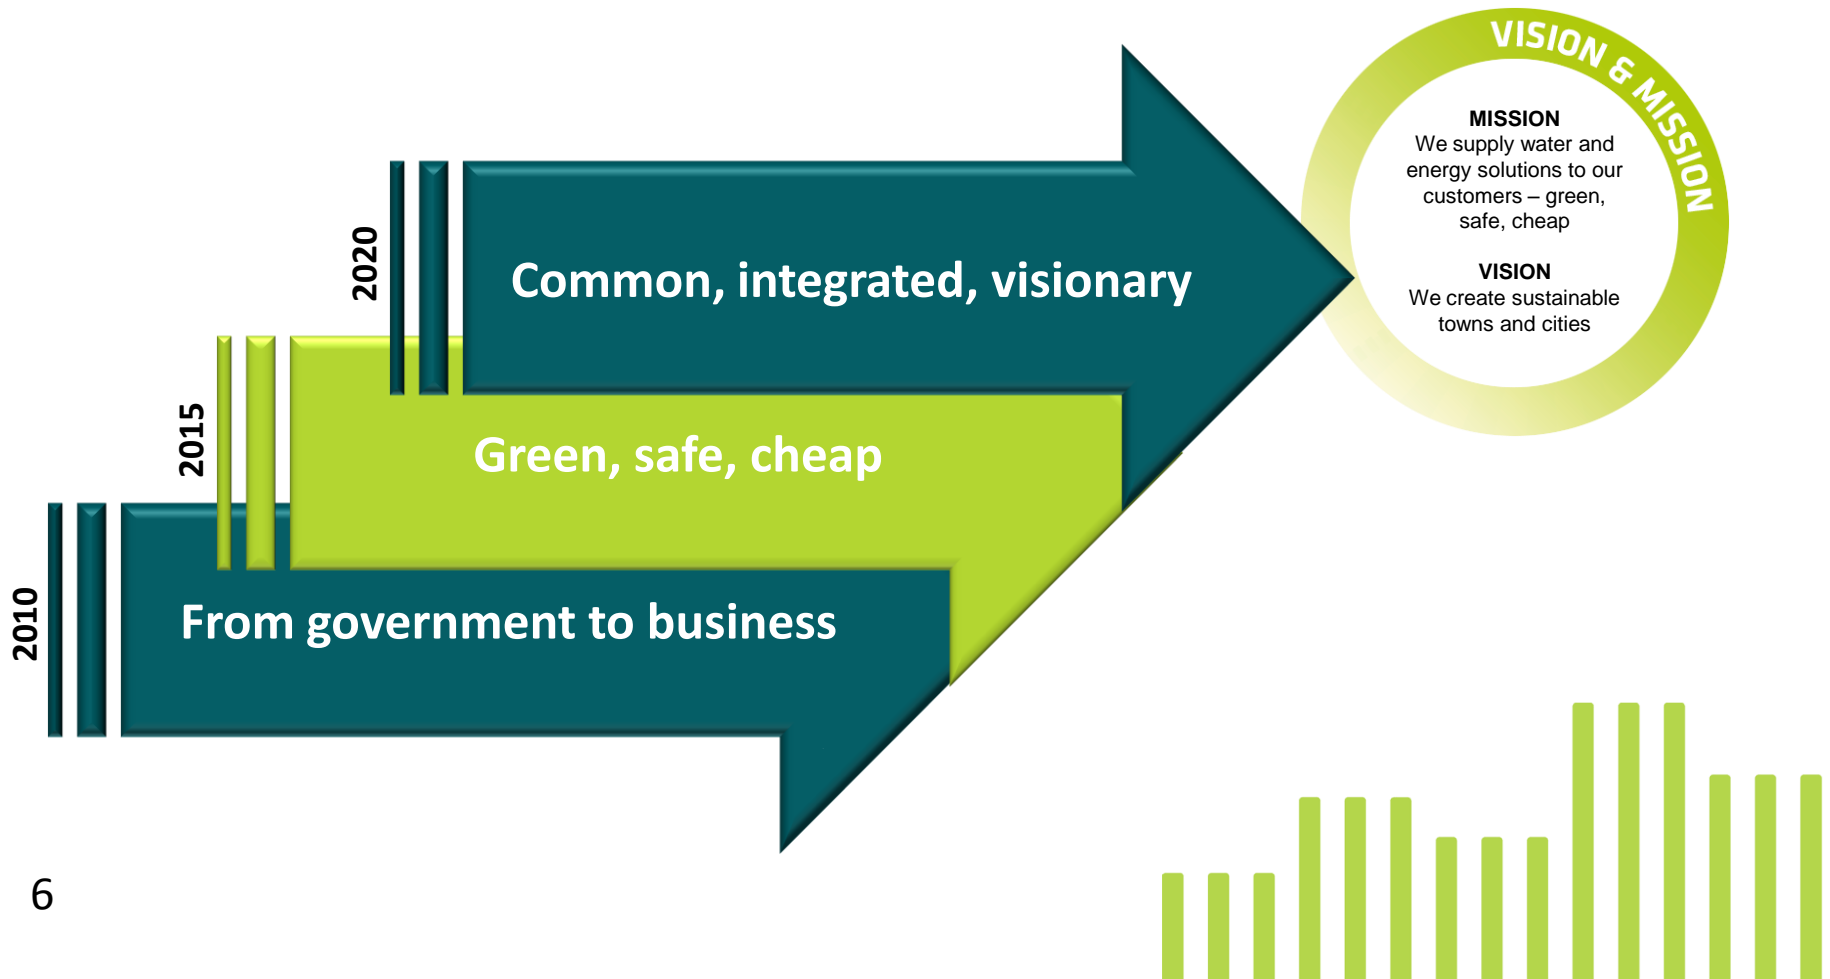 VISION & MISSION
MISSION
We supply water and
energy solutions to our
customers – green,
safe, cheap
VISION
We create sustainable
towns and cities
2020
Common, integrated, visionary
2015
Green, safe, cheap
2010
From government to business
6